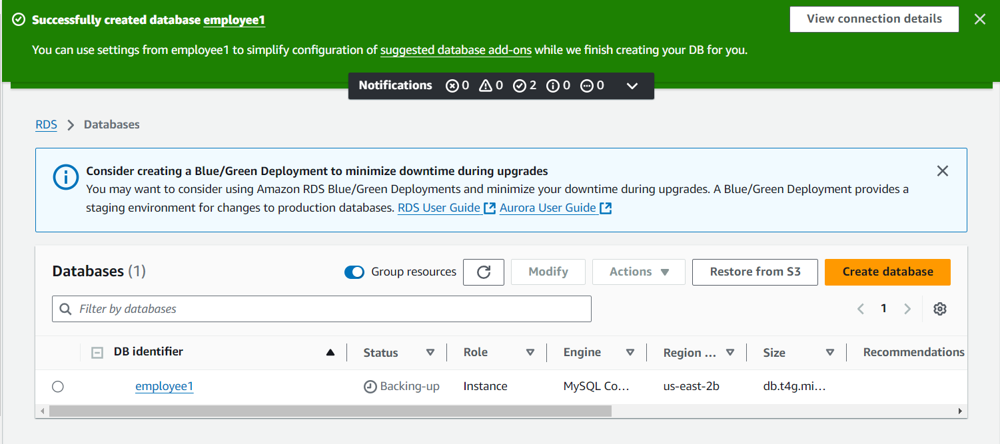 Successfully created database employee1
View connection details
You can use settings from employee1 to simplify configuration of suggested database add-ons while we finish creating your DB for you.
Notifications 0 0 2 0 0
RDS Databases
Consider creating a Blue/Green Deployment to minimize downtime during upgrades
You may want to consider using Amazon RDS Blue/Green Deployments and minimize your downtime during upgrades. A Blue/Green Deployment provides a
staging environment for changes to production databases. RDS User Guide Aurora User Guide
Databases (1) Group resources Modify Actions Restore from S3 Create database
Filter by databases 1
DB identifier Status Role Engine Region ... Size Recommendations
employee1 Backing-up Instance MySQL Co... us-east-2b db.t4g.mi...